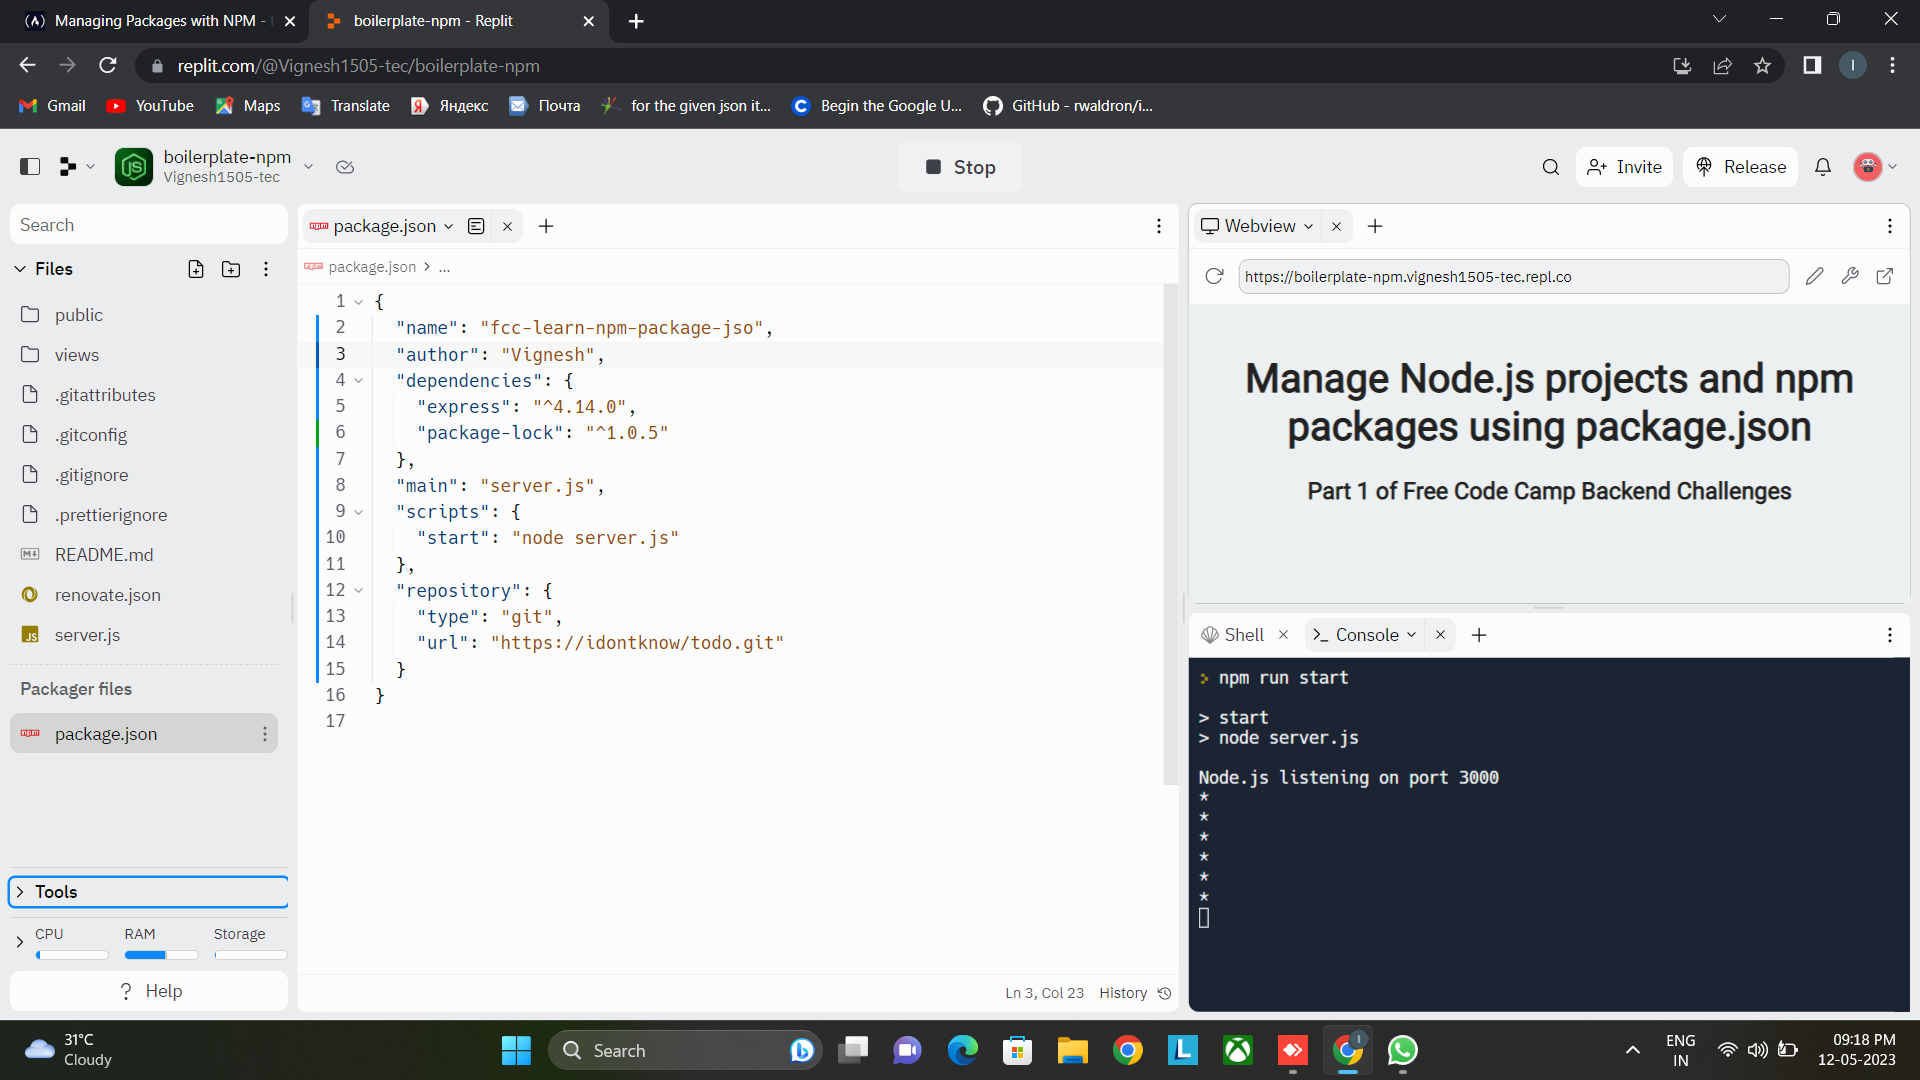 Managing Packages with NPM -
boilerplate-npm - Replit
replit.com/@Vignesh1505-tec/boilerplate-npm
I
Gmail
YouTube
Maps
Translate
Яндекс
Почта
for the given json it...
Begin the Google U...
GitHub - rwaldron/i...
boilerplate-npm
Vignesh1505-tec
Stop
Invite
Release
Search
Files
public
views
.gitattributes
.gitconfig
.gitignore
.prettierignore
README.md
renovate.json
server.js
Packager files
package.json
Tools
CPU
RAM
Storage
? Help
package.json
package.json > ...
1 {
2 "name": "fcc-learn-npm-package-jso",
3 "author": "Vignesh",
4 "dependencies": {
5 "express": "^4.14.0",
6 "package-lock": "^1.0.5"
7 },
8 "main": "server.js",
9 "scripts": {
10 "start": "node server.js"
11 },
12 "repository": {
13 "type": "git",
14 "url": "https://idontknow/todo.git"
15 }
16 }
17
Ln 3, Col 23 History
Webview
https://boilerplate-npm.vignesh1505-tec.repl.co
Manage Node.js projects and npm
packages using package.json
Part 1 of Free Code Camp Backend Challenges
Shell
Console
> npm run start
> start
> node server.js
Node.js listening on port 3000
*
*
*
*
*
*
31°C
Cloudy
Search
ENG
IN
09:18 PM
12-05-2023